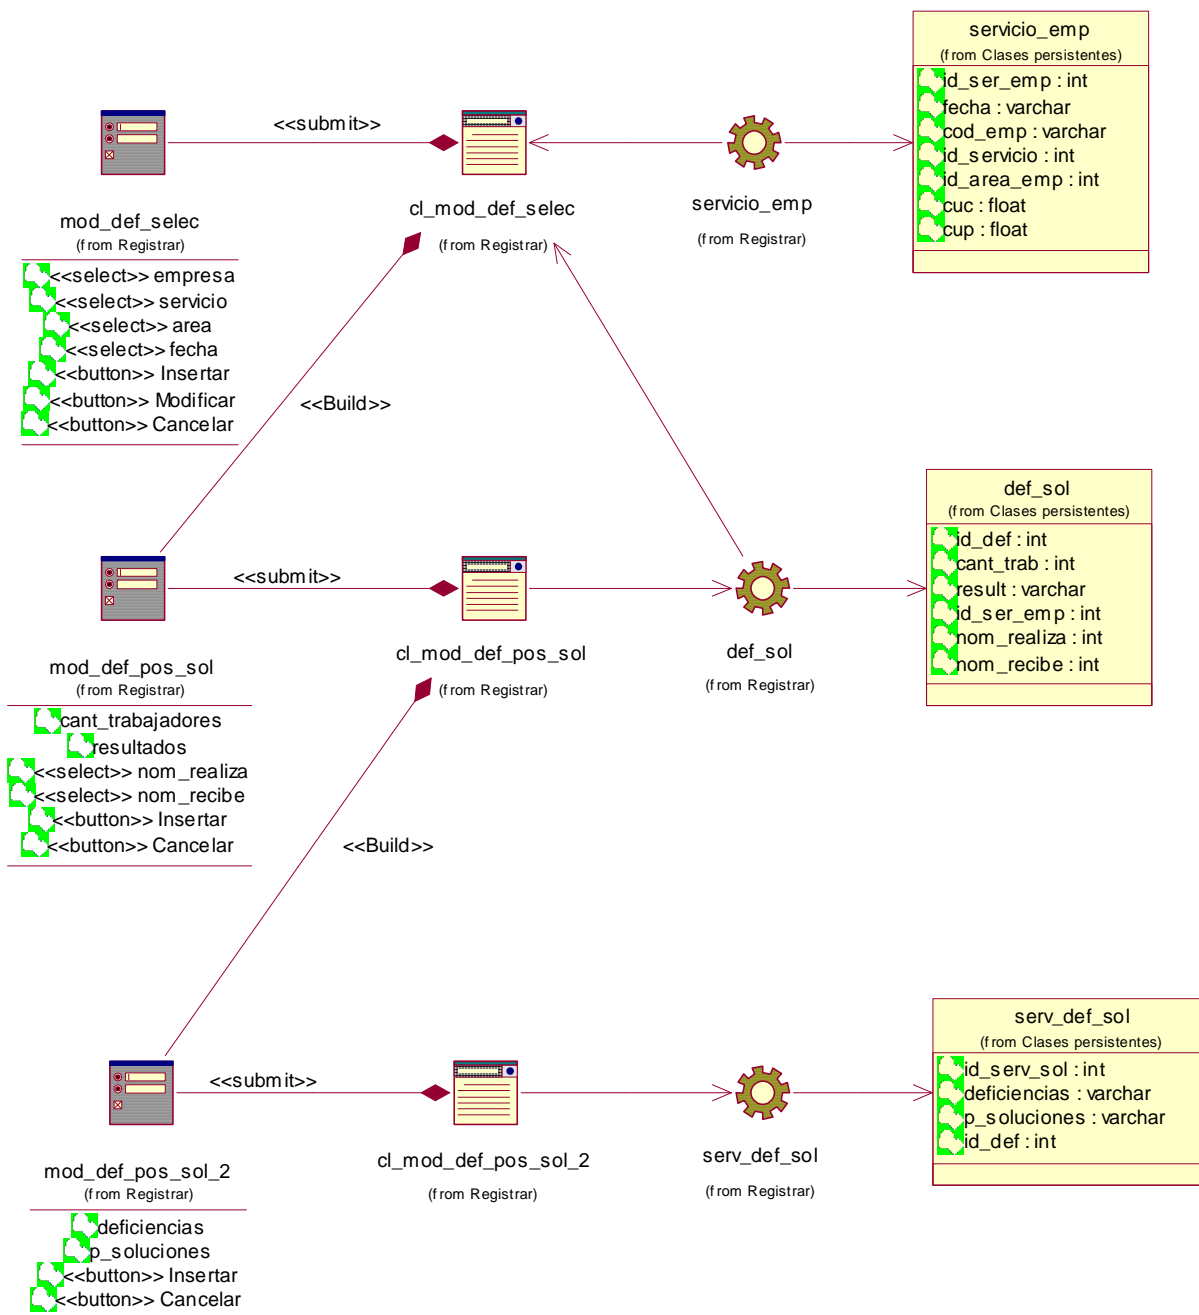 servicio_emp
(from Clases persistentes)
id_ser_emp : int
fecha : varchar
cod_emp : varchar
id_servicio : int
id_area_emp : int
cuc : float
cup : float
<<submit>>
mod_def_selec
(from Registrar)
<<select>> empresa
<<select>> servicio
<<select>> area
<<select>> fecha
<<button>> Insertar
<<button>> Modificar
<<button>> Cancelar
cl_mod_def_selec
(from Registrar)
servicio_emp
(from Registrar)
<<Build>>
def_sol
(from Clases persistentes)
id_def : int
cant_trab : int
result : varchar
id_ser_emp : int
nom_realiza : int
nom_recibe : int
<<submit>>
mod_def_pos_sol
(from Registrar)
cant_trabajadores
resultados
<<select>> nom_realiza
<<select>> nom_recibe
<<button>> Insertar
<<button>> Cancelar
cl_mod_def_pos_sol
(from Registrar)
def_sol
(from Registrar)
<<Build>>
serv_def_sol
(from Clases persistentes)
id_serv_sol : int
deficiencias : varchar
p_soluciones : varchar
id_def : int
<<submit>>
mod_def_pos_sol_2
(from Registrar)
deficiencias
p_soluciones
<<button>> Insertar
<<button>> Cancelar
cl_mod_def_pos_sol_2
(from Registrar)
serv_def_sol
(from Registrar)